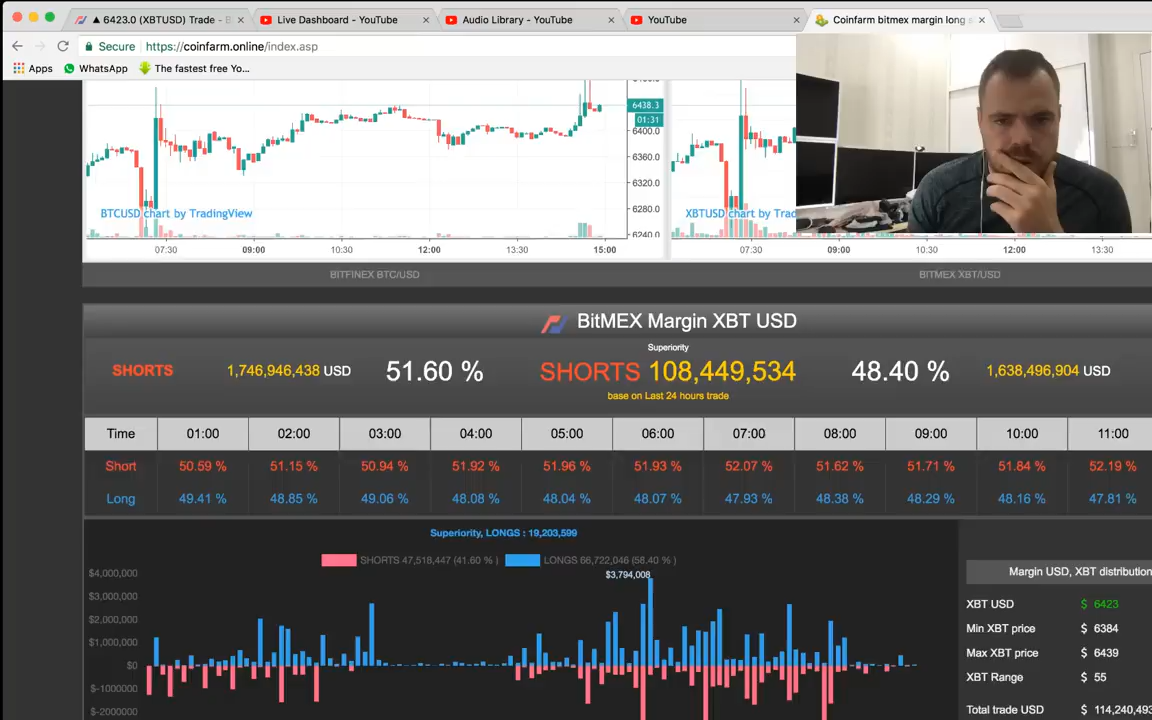 ▲ 6423.0 (XBTUSD) Trade - B
Live Dashboard - YouTube
Audio Library - YouTube
YouTube
Coinfarm bitmex margin long
Secure https://coinfarm.online/index.asp
Apps WhatsApp The fastest free Yo...
6438.3
01:31
6400.0
6360.0
6320.0
6280.0
6240.0
BTCUSD chart by TradingView
XBTUSD chart by Trad
07:30 09:00 10:30 12:00 13:30 15:00
07:30 09:00 10:30 12:00 13:30
BITFINEX BTC/USD
BITMEX XBT/USD
BitMEX Margin XBT USD
Superiority
SHORTS 1,746,946,438 USD 51.60 % SHORTS 108,449,534 48.40 % 1,638,496,904 USD
base on Last 24 hours trade
Time 01:00 02:00 03:00 04:00 05:00 06:00 07:00 08:00 09:00 10:00 11:00
Short 50.59 % 51.15 % 50.94 % 51.92 % 51.96 % 51.93 % 52.07 % 51.62 % 51.71 % 51.84 % 52.19 %
Long 49.41 % 48.85 % 49.06 % 48.08 % 48.04 % 48.07 % 47.93 % 48.38 % 48.29 % 48.16 % 47.81 %
Superiority, LONGS : 19,203,599
SHORTS 47,518,447 (41.60 % ) LONGS 66,722,046 (58.40 % )
$3,794,008
$4,000,000
$3,000,000
$2,000,000
$1,000,000
$0
$-1000000
$-2000000
Margin USD, XBT distribution
XBT USD $ 6423
Min XBT price $ 6384
Max XBT price $ 6439
XBT Range $ 55
Total trade USD $ 114,240,493